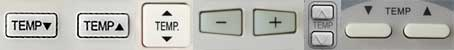 TEMP▼ TEMP▲ TEMP. − + TEMP ▼ TEMP ▲